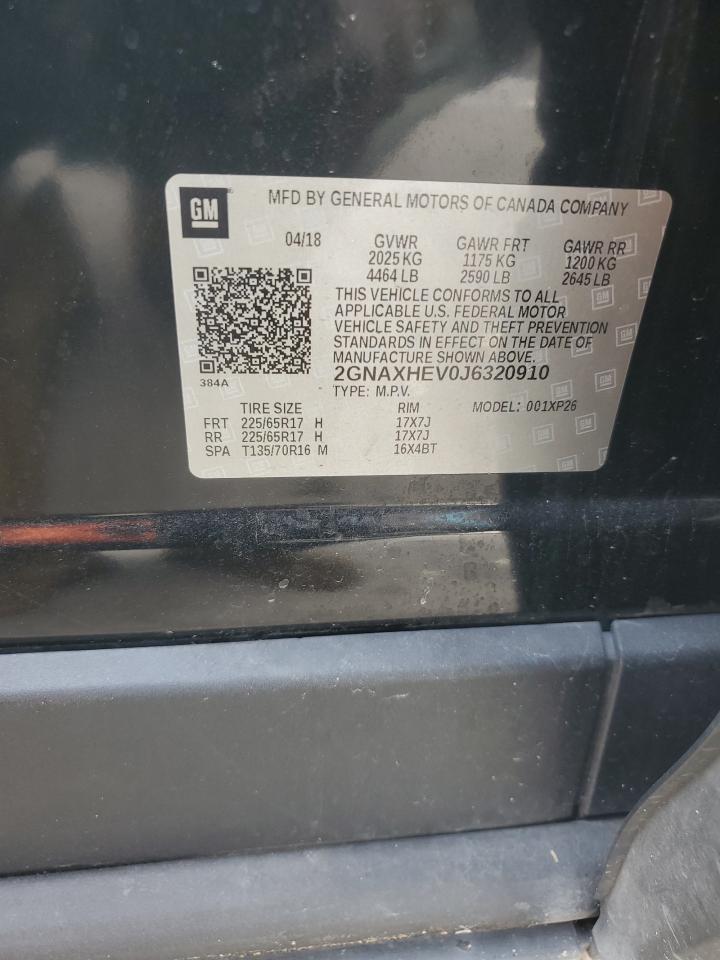 GM
MFD BY GENERAL MOTORS OF CANADA COMPANY
04/18 GVWR GAWR FRT GAWR RR
2025 KG 1175 KG 1200 KG
4464 LB 2590 LB 2645 LB
THIS VEHICLE CONFORMS TO ALL
APPLICABLE U.S. FEDERAL MOTOR
VEHICLE SAFETY AND THEFT PREVENTION
STANDARDS IN EFFECT ON THE DATE OF
MANUFACTURE SHOWN ABOVE.
384A
2GNAXHEV0J6320910
TYPE: M.P.V.
TIRE SIZE RIM MODEL: 001XP26
FRT 225/65R17 H 17X7J
RR 225/65R17 H 17X7J
SPA T135/70R16 M 16X4BT